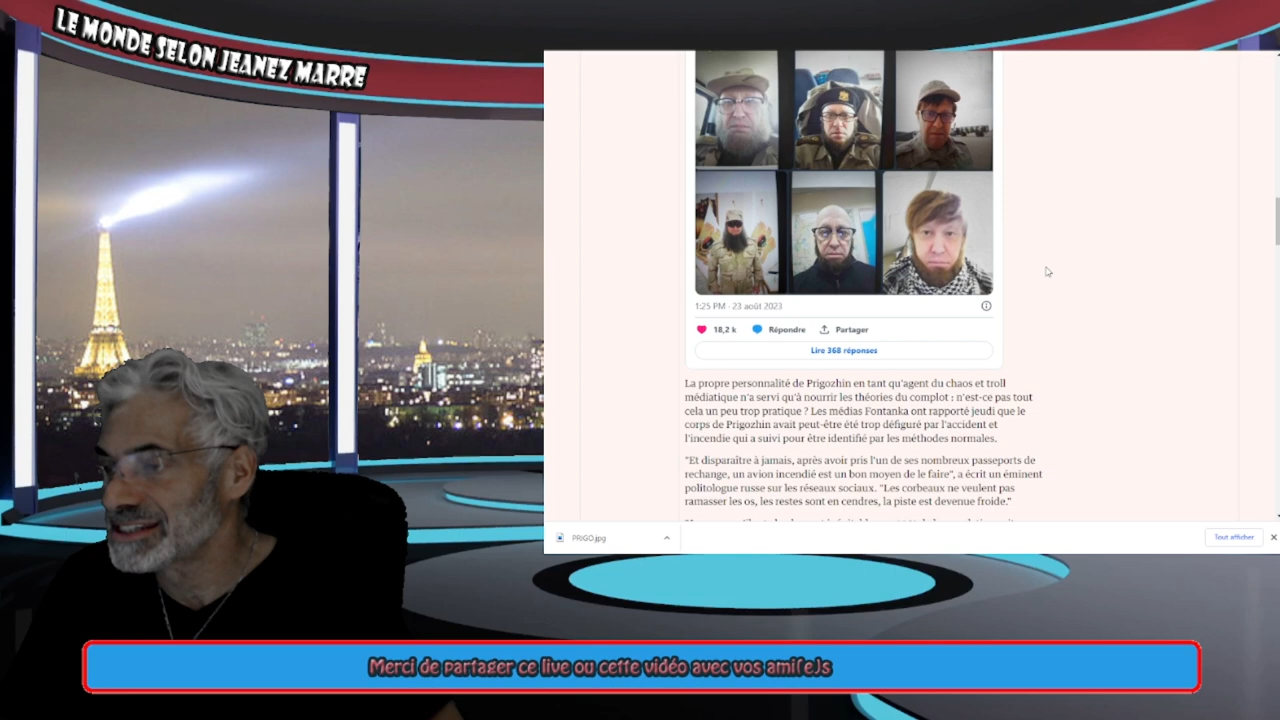 LE MONDE SELON JEANEZ MARRE
1:25 PM · 23 août 2023
18,2 k Répondre Partager
Lire 368 réponses
La propre personnalité de Prigozhin en tant qu'agent du chaos et troll
médiatique n'a servi qu'à nourrir les théories du complot : n'est-ce pas tout
cela un peu trop pratique ? Les médias Fontanka ont rapporté jeudi que le
corps de Prigozhin avait peut-être été trop défiguré par l'accident et
l'incendie qui a suivi pour être identifié par les méthodes normales.
"Et disparaître à jamais, après avoir pris l'un de ses nombreux passeports de
rechange, un avion incendié est un bon moyen de le faire", a écrit un éminent
politologue russe sur les réseaux sociaux. "Les corbeaux ne veulent pas
ramasser les os, les restes sont en cendres, la piste est devenue froide."
PRIGO.jpg
Tout afficher
Merci de partager ce live ou cette vidéo avec vos ami(e)s